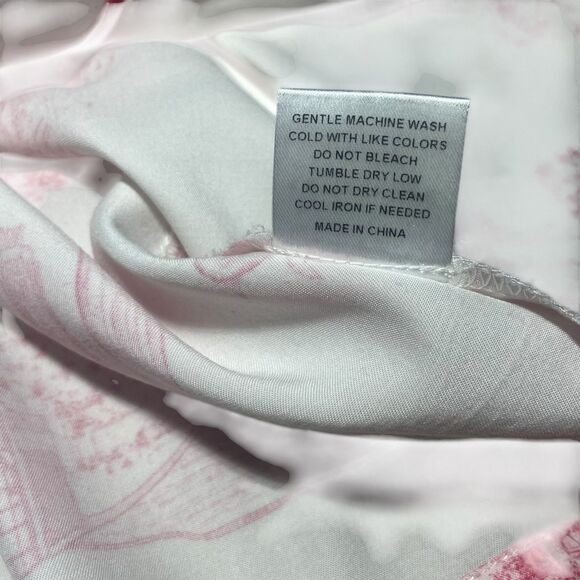 GENTLE MACHINE WASH
COLD WITH LIKE COLORS
DO NOT BLEACH
TUMBLE DRY LOW
DO NOT DRY CLEAN
COOL IRON IF NEEDED
MADE IN CHINA